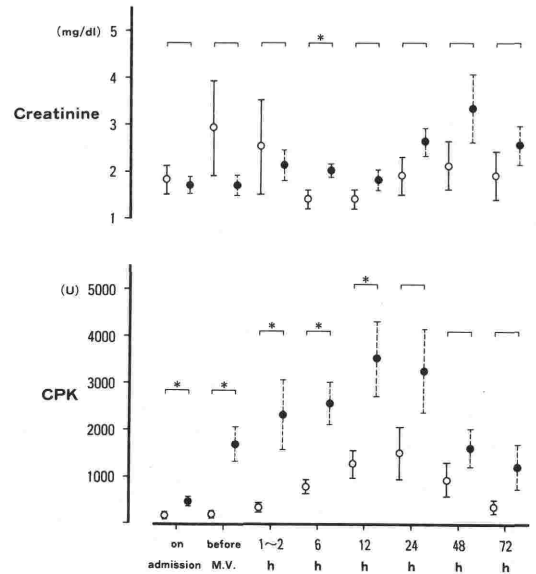 (mg/dl) 5
*
4
Creatinine 3
2
1
(U) 5000
*
4000
* *
3000
CPK
* *
2000
1000
on before 1~2 6 12 24 48 72
admission M.V. h h h h h h